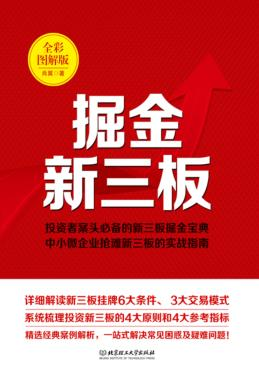 全彩
图解版
尚翼◎著
掘金
新三板
投资者案头必备的新三板掘金宝典
中小微企业抢滩新三板的实战指南
详细解读新三板挂牌6大条件、3大交易模式
系统梳理投资新三板的4大原则和4大参考指标
精选经典案例解析，一站式解决常见困惑及疑难问题！
北京理工大学出版社